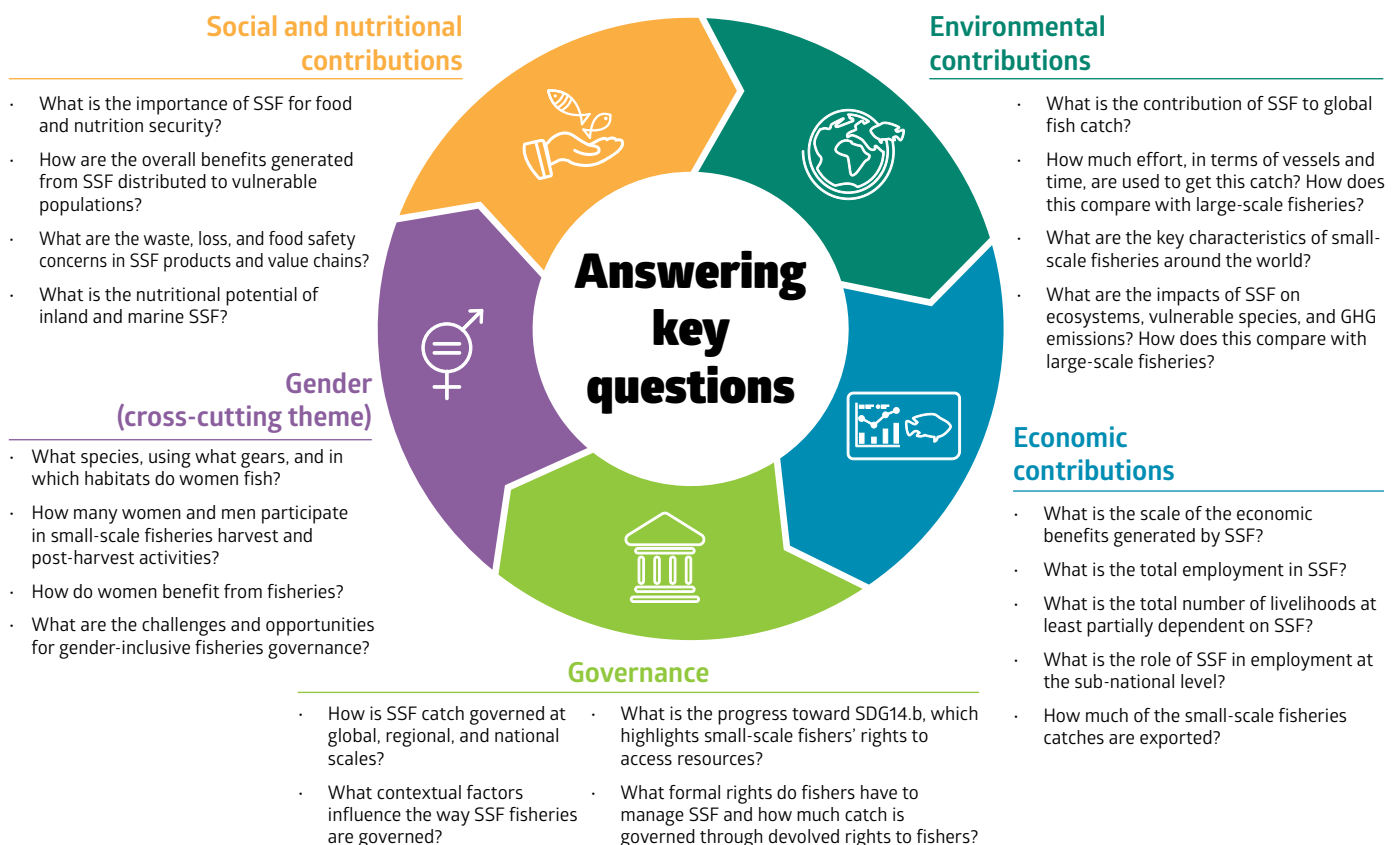 Social and nutritional
contributions
· What is the importance of SSF for food
and nutrition security?
· How are the overall benefits generated
from SSF distributed to vulnerable
populations?
· What are the waste, loss, and food safety
concerns in SSF products and value chains?
· What is the nutritional potential of
inland and marine SSF?
Environmental
contributions
· What is the contribution of SSF to global
fish catch?
· How much effort, in terms of vessels and
time, are used to get this catch? How does
this compare with large-scale fisheries?
· What are the key characteristics of small-
scale fisheries around the world?
· What are the impacts of SSF on
ecosystems, vulnerable species, and GHG
emissions? How does this compare with
large-scale fisheries?
Answering
key
questions
Gender
(cross-cutting theme)
· What species, using what gears, and in
which habitats do women fish?
· How many women and men participate
in small-scale fisheries harvest and
post-harvest activities?
· How do women benefit from fisheries?
· What are the challenges and opportunities
for gender-inclusive fisheries governance?
Economic
contributions
· What is the scale of the economic
benefits generated by SSF?
· What is the total employment in SSF?
· What is the total number of livelihoods at
least partially dependent on SSF?
· What is the role of SSF in employment at
the sub-national level?
· How much of the small-scale fisheries
catches are exported?
Governance
· How is SSF catch governed at
global, regional, and national
scales?
· What contextual factors
influence the way SSF fisheries
are governed?
· What is the progress toward SDG14.b, which
highlights small-scale fishers’ rights to
access resources?
· What formal rights do fishers have to
manage SSF and how much catch is
governed through devolved rights to fishers?